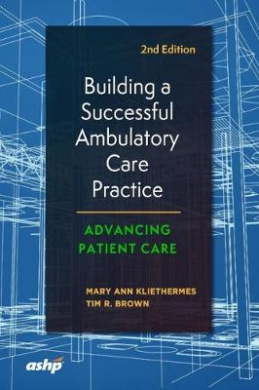 2nd Edition
Building a
Successful
Ambulatory
Care
Practice
ADVANCING
PATIENT CARE
MARY ANN KLIETHERMES
TIM R. BROWN
ashp